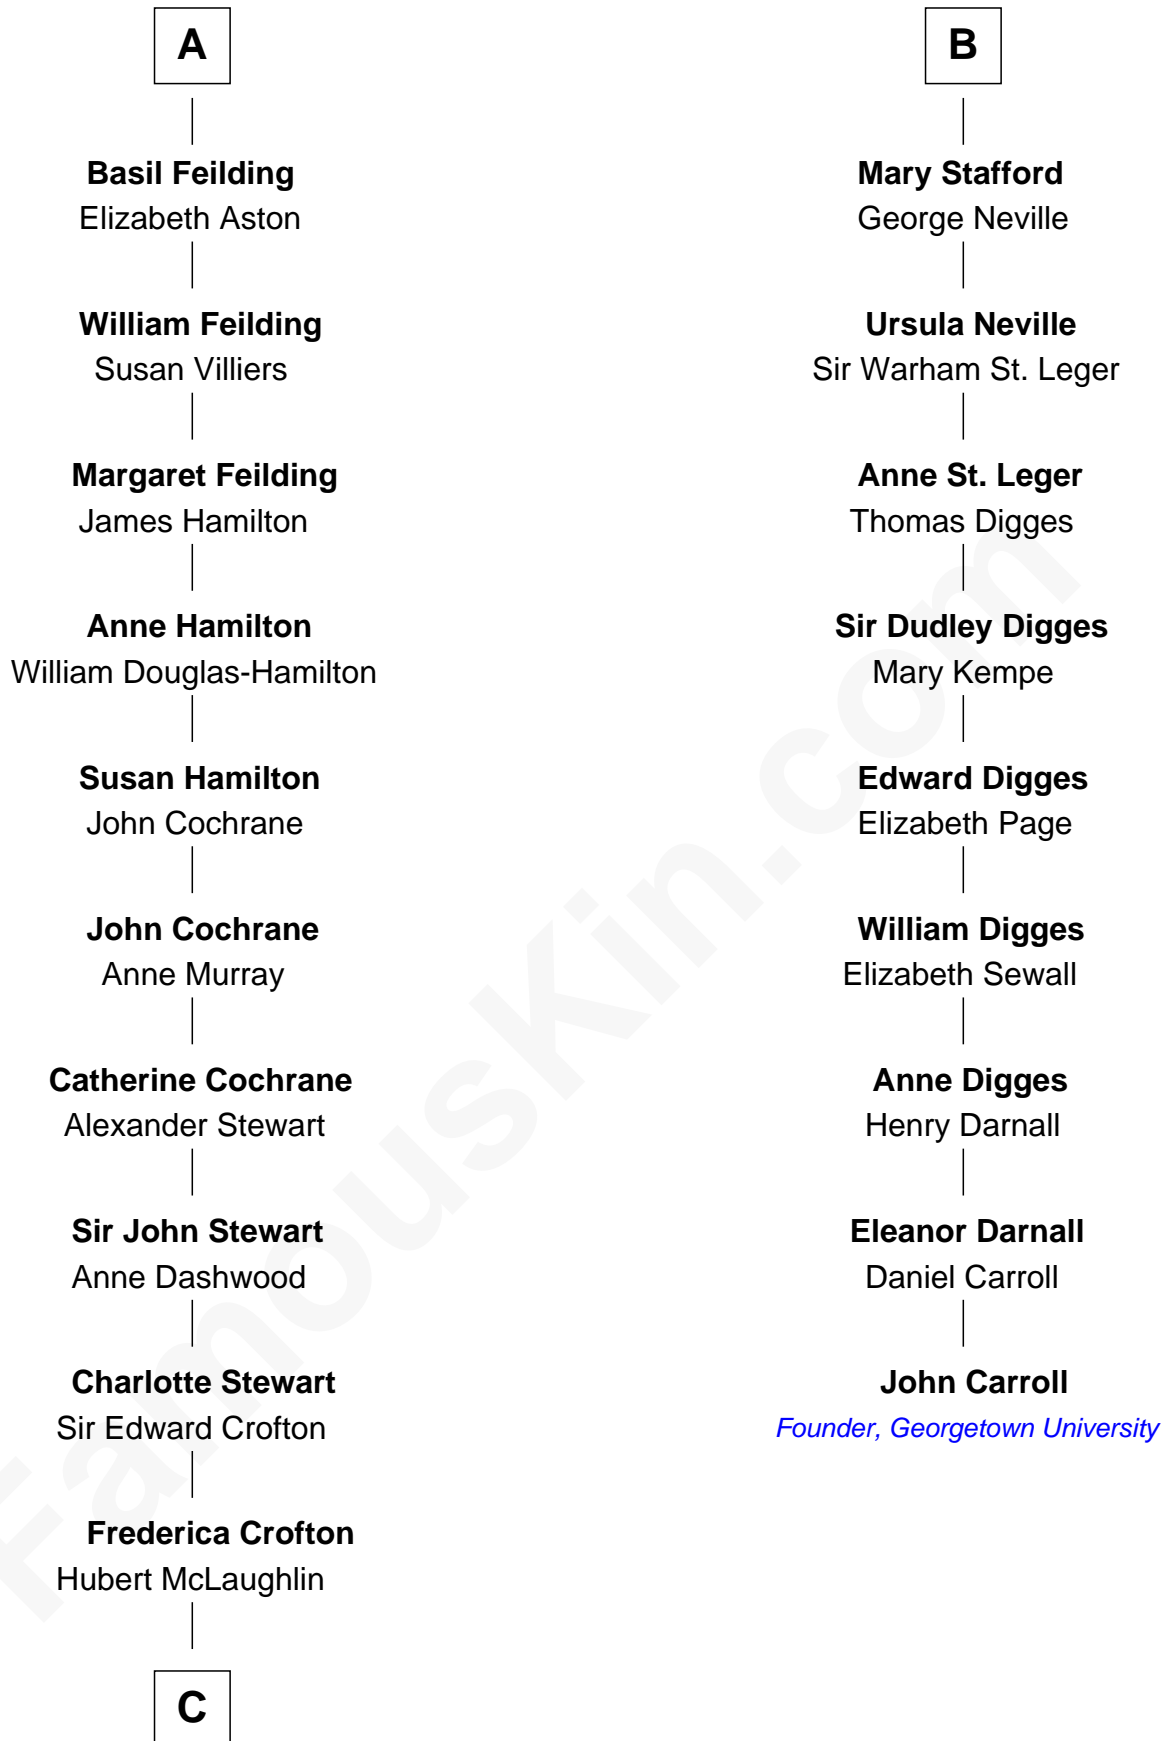 A
Basil Feilding
Elizabeth Aston
William Feilding
Susan Villiers
Margaret Feilding
James Hamilton
Anne Hamilton
William Douglas-Hamilton
Susan Hamilton
John Cochrane
John Cochrane
Anne Murray
Catherine Cochrane
Alexander Stewart
Sir John Stewart
Anne Dashwood
Charlotte Stewart
Sir Edward Crofton
Frederica Crofton
Hubert McLaughlin
C
B
Mary Stafford
George Neville
Ursula Neville
Sir Warham St. Leger
Anne St. Leger
Thomas Digges
Sir Dudley Digges
Mary Kempe
Edward Digges
Elizabeth Page
William Digges
Elizabeth Sewall
Anne Digges
Henry Darnall
Eleanor Darnall
Daniel Carroll
John Carroll
Founder, Georgetown University
FamousKin.com